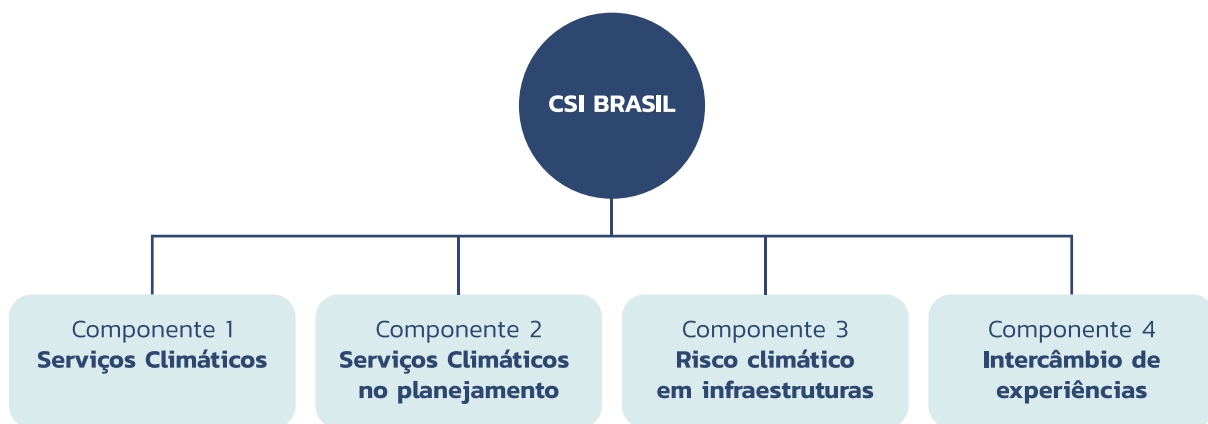 CSI BRASIL
Componente 1
Serviços Climáticos
Componente 2
Serviços Climáticos
no planejamento
Componente 3
Risco climático
em infraestruturas
Componente 4
Intercâmbio de
experiências